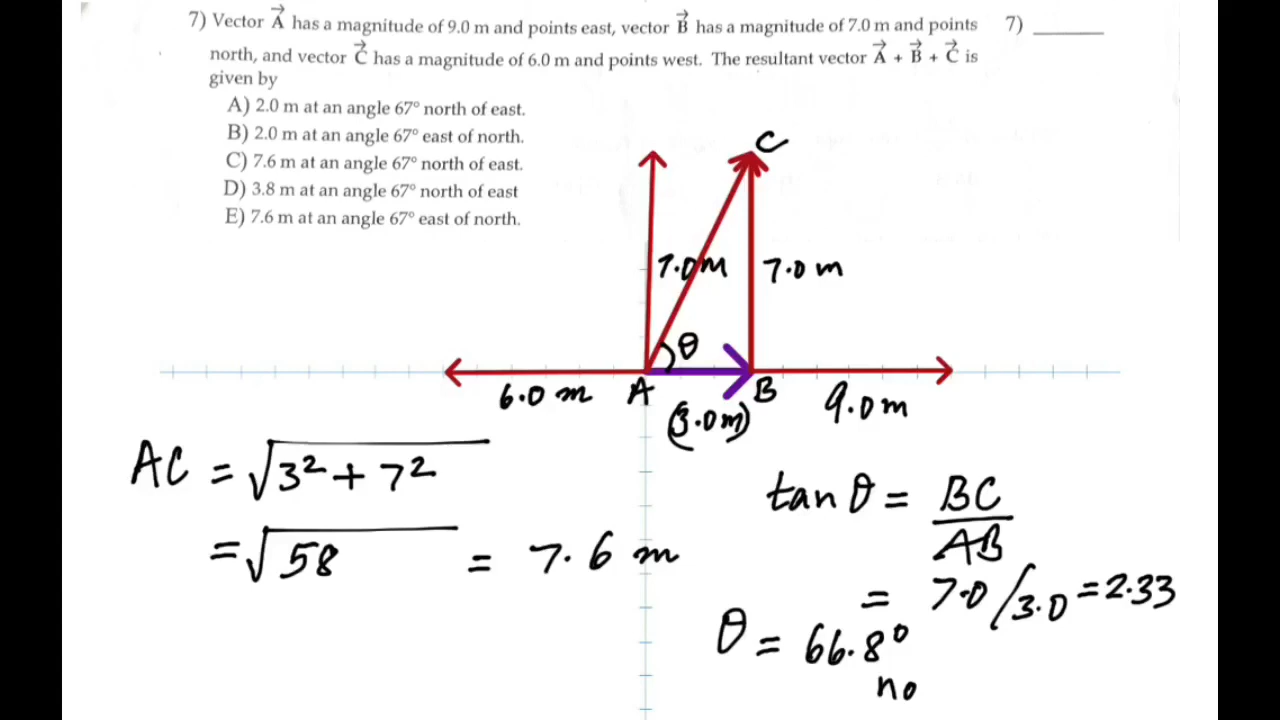 7) Vector A⃗ has a magnitude of 9.0 m and points east, vector B⃗ has a magnitude of 7.0 m and points
north, and vector C⃗ has a magnitude of 6.0 m and points west. The resultant vector A⃗ + B⃗ + C⃗ is
given by
7) ______
A) 2.0 m at an angle 67° north of east.
B) 2.0 m at an angle 67° east of north.
C) 7.6 m at an angle 67° north of east.
D) 3.8 m at an angle 67° north of east
E) 7.6 m at an angle 67° east of north.
C
7.0 m
7.0 m
θ
6.0 m
A
B
(3.0 m)
9.0 m
AC = √3² + 7²
= √58 = 7.6 m
tan θ = BC
AB
= 7.0 / 3.0 = 2.33
θ = 66.8°
no